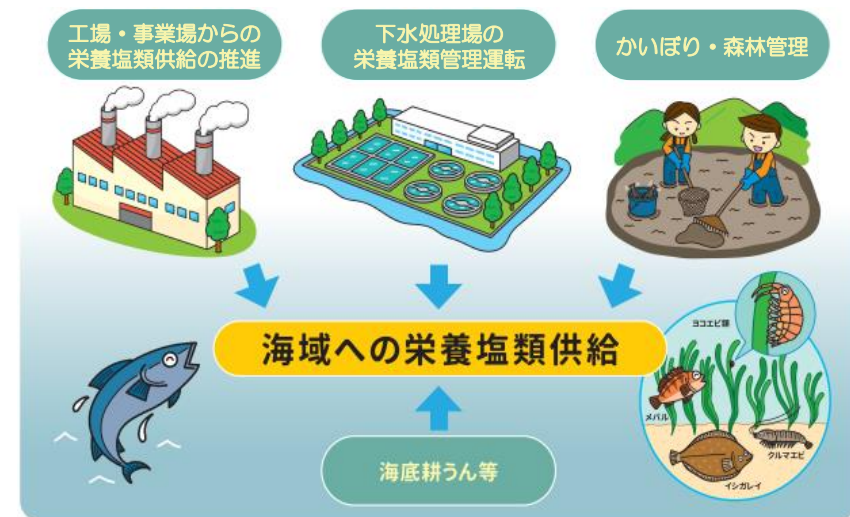 工場・事業場からの
栄養塩類供給の推進
下水処理場の
栄養塩類管理運転
かいぼり・森林管理
海域への栄養塩類供給
ヨコエビ類
メバル
クルマエビ
イシガレイ
海底耕うん等